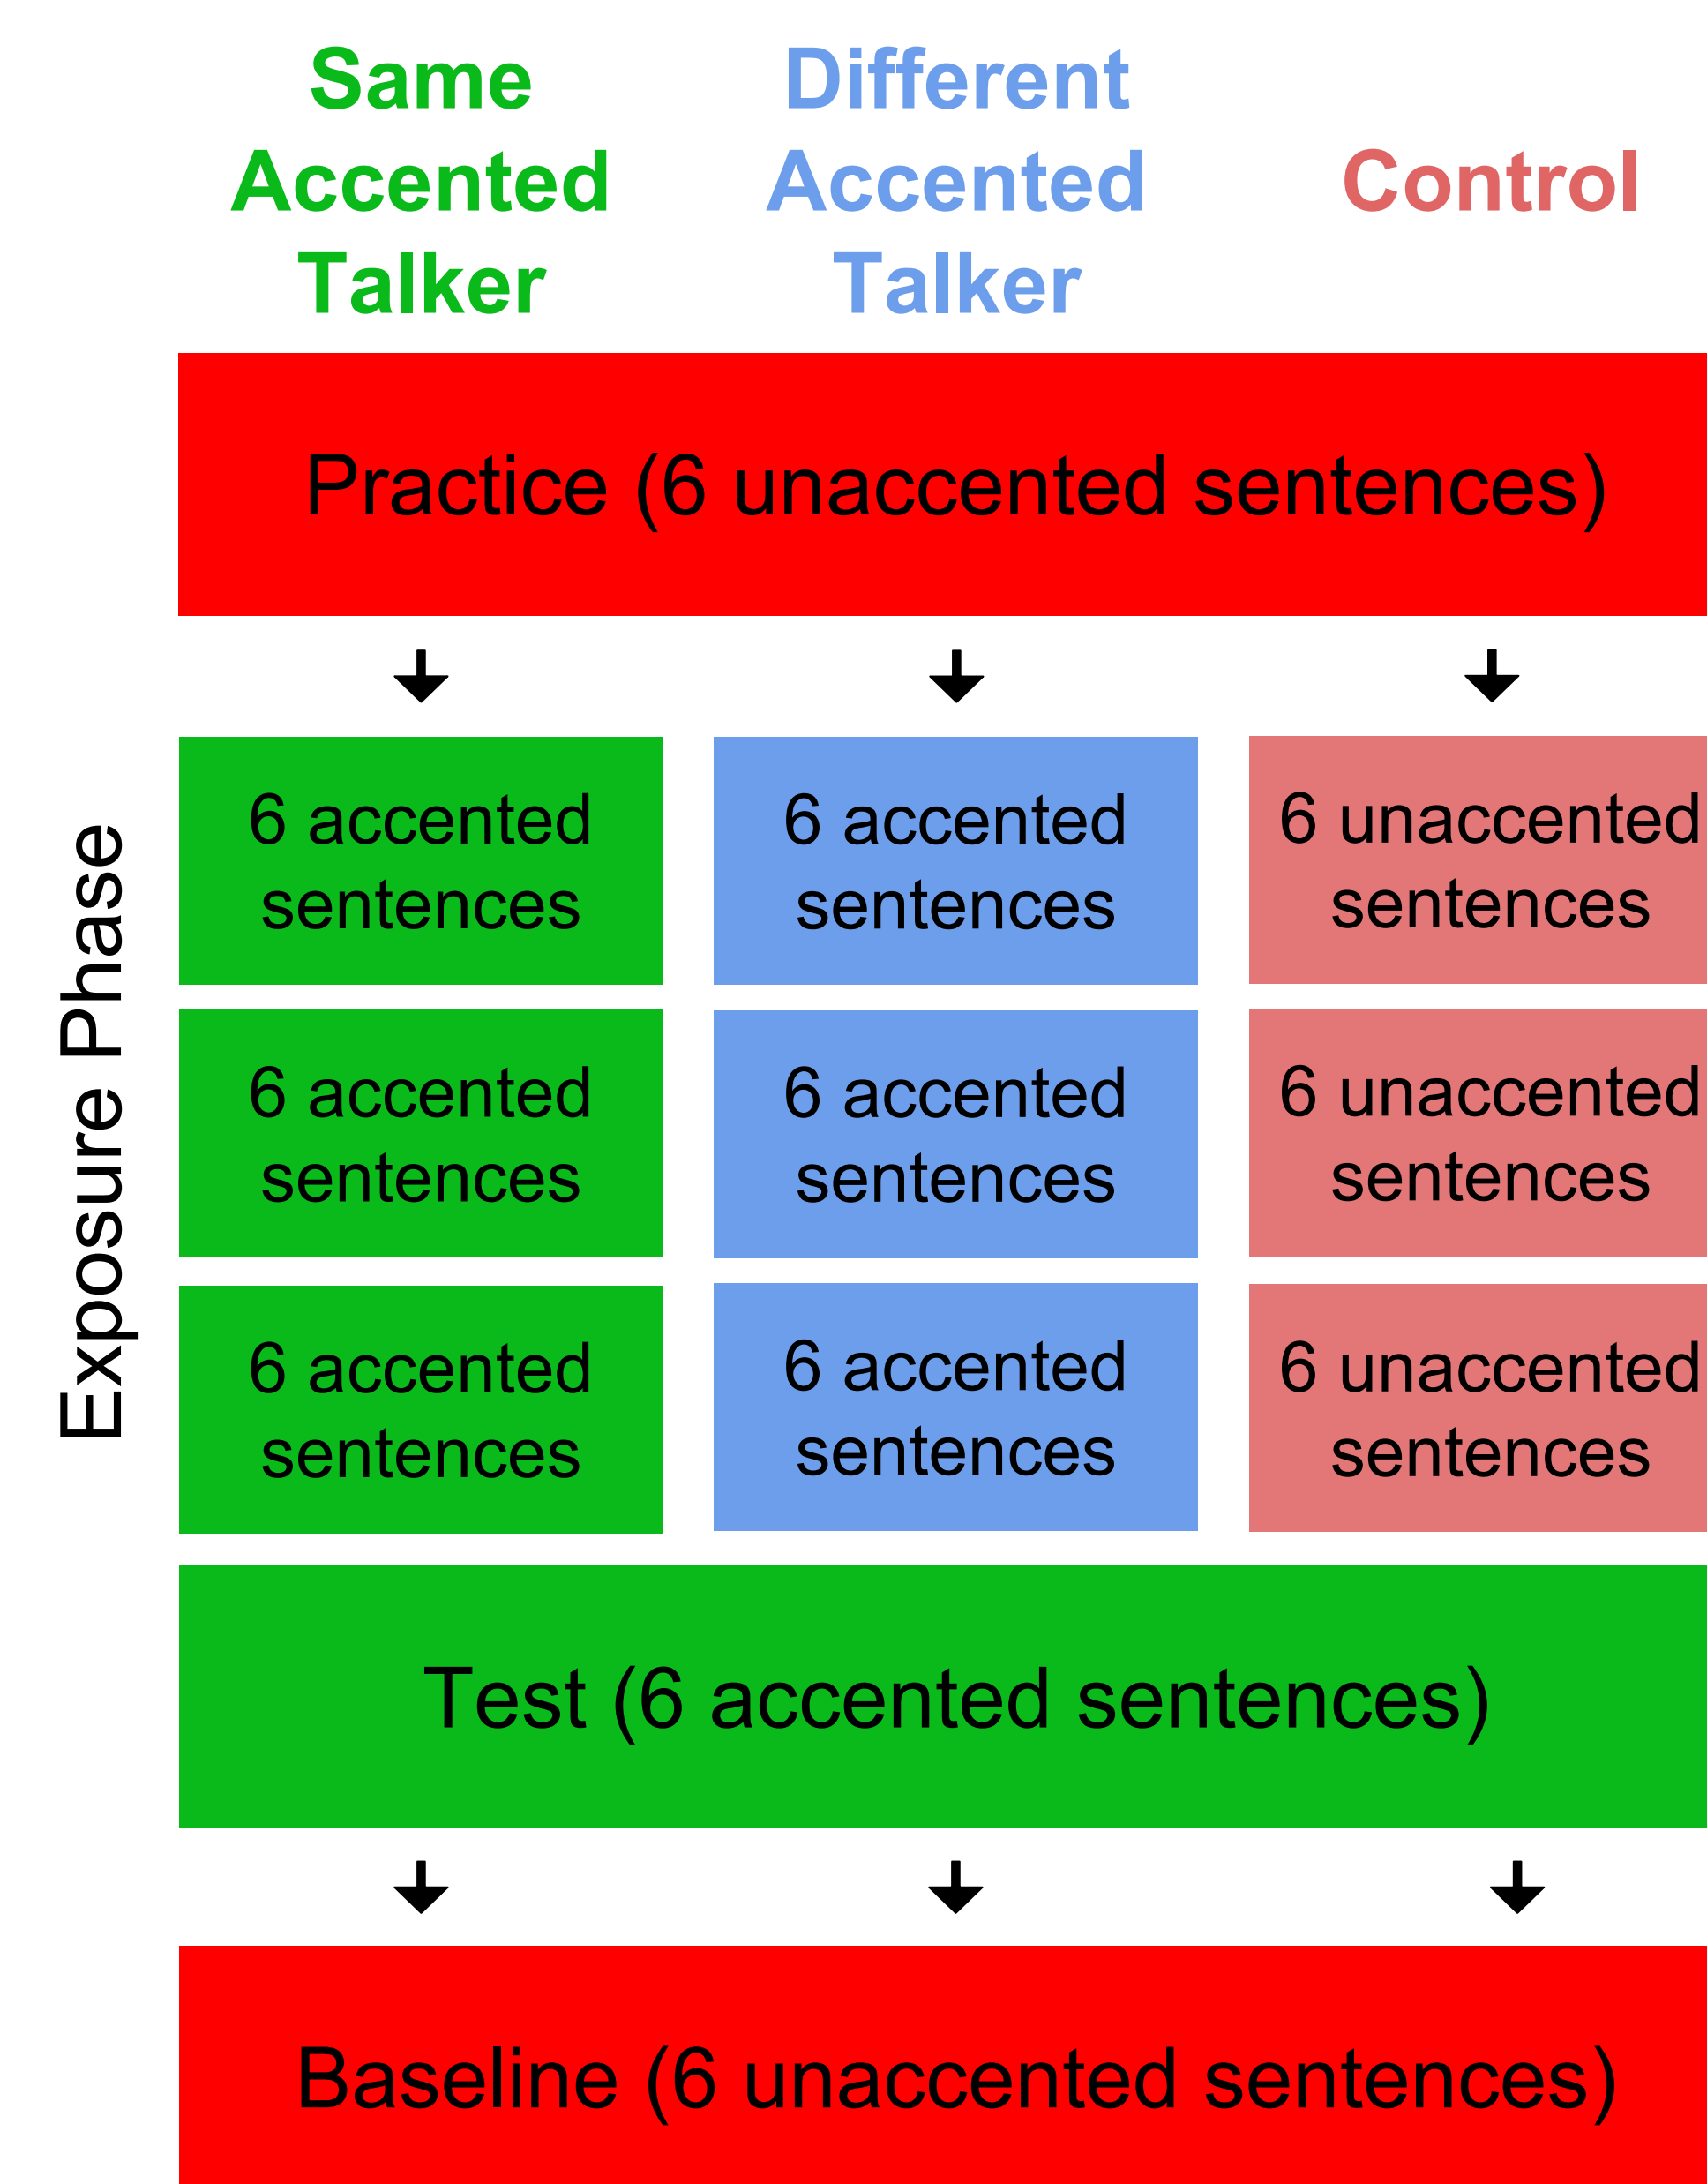 Same
Accented
Talker
Different
Accented
Talker
Control
Practice (6 unaccented sentences)
Exposure Phase
6 accented
sentences
6 accented
sentences
6 unaccented
sentences
6 accented
sentences
6 accented
sentences
6 unaccented
sentences
6 accented
sentences
6 accented
sentences
6 unaccented
sentences
Test (6 accented sentences)
Baseline (6 unaccented sentences)